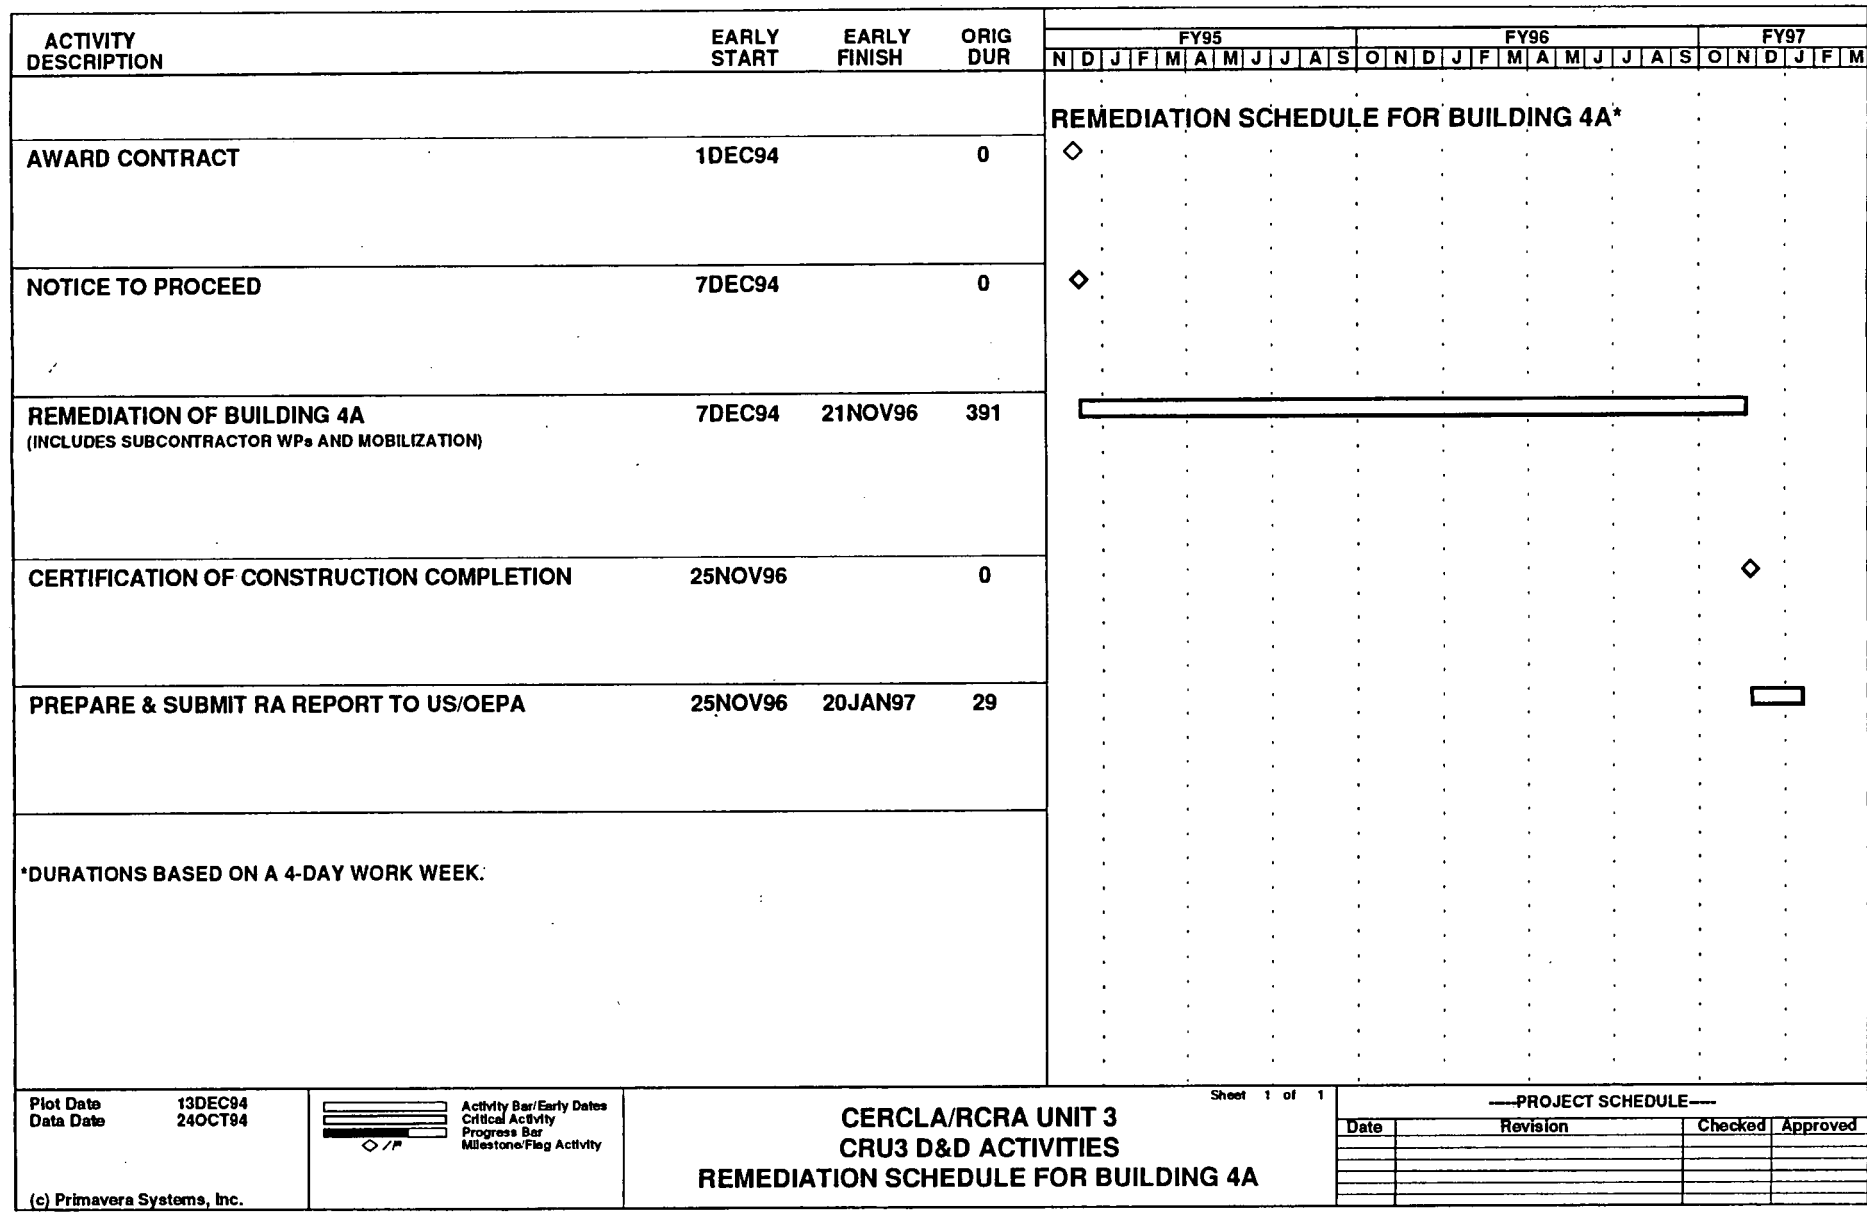 ACTIVITY DESCRIPTION EARLY START EARLY FINISH ORIG DUR
FY95 FY96 FY97
N D J F M A M J J A S O N D J F M A M J J A S O N D J F M
REMEDIATION SCHEDULE FOR BUILDING 4A*
AWARD CONTRACT 1DEC94 0
NOTICE TO PROCEED 7DEC94 0
REMEDIATION OF BUILDING 4A 7DEC94 21NOV96 391
(INCLUDES SUBCONTRACTOR WPs AND MOBILIZATION)
CERTIFICATION OF CONSTRUCTION COMPLETION 25NOV96 0
PREPARE & SUBMIT RA REPORT TO US/OEPA 25NOV96 20JAN97 29
*DURATIONS BASED ON A 4-DAY WORK WEEK.
Plot Date 13DEC94
Data Date 24OCT94
(c) Primavera Systems, Inc.
Activity Bar/Early Dates
Critical Activity
Progress Bar
Milestone/Flag Activity
Sheet 1 of 1
CERCLA/RCRA UNIT 3
CRU3 D&D ACTIVITIES
REMEDIATION SCHEDULE FOR BUILDING 4A
----PROJECT SCHEDULE----
Date Revision Checked Approved